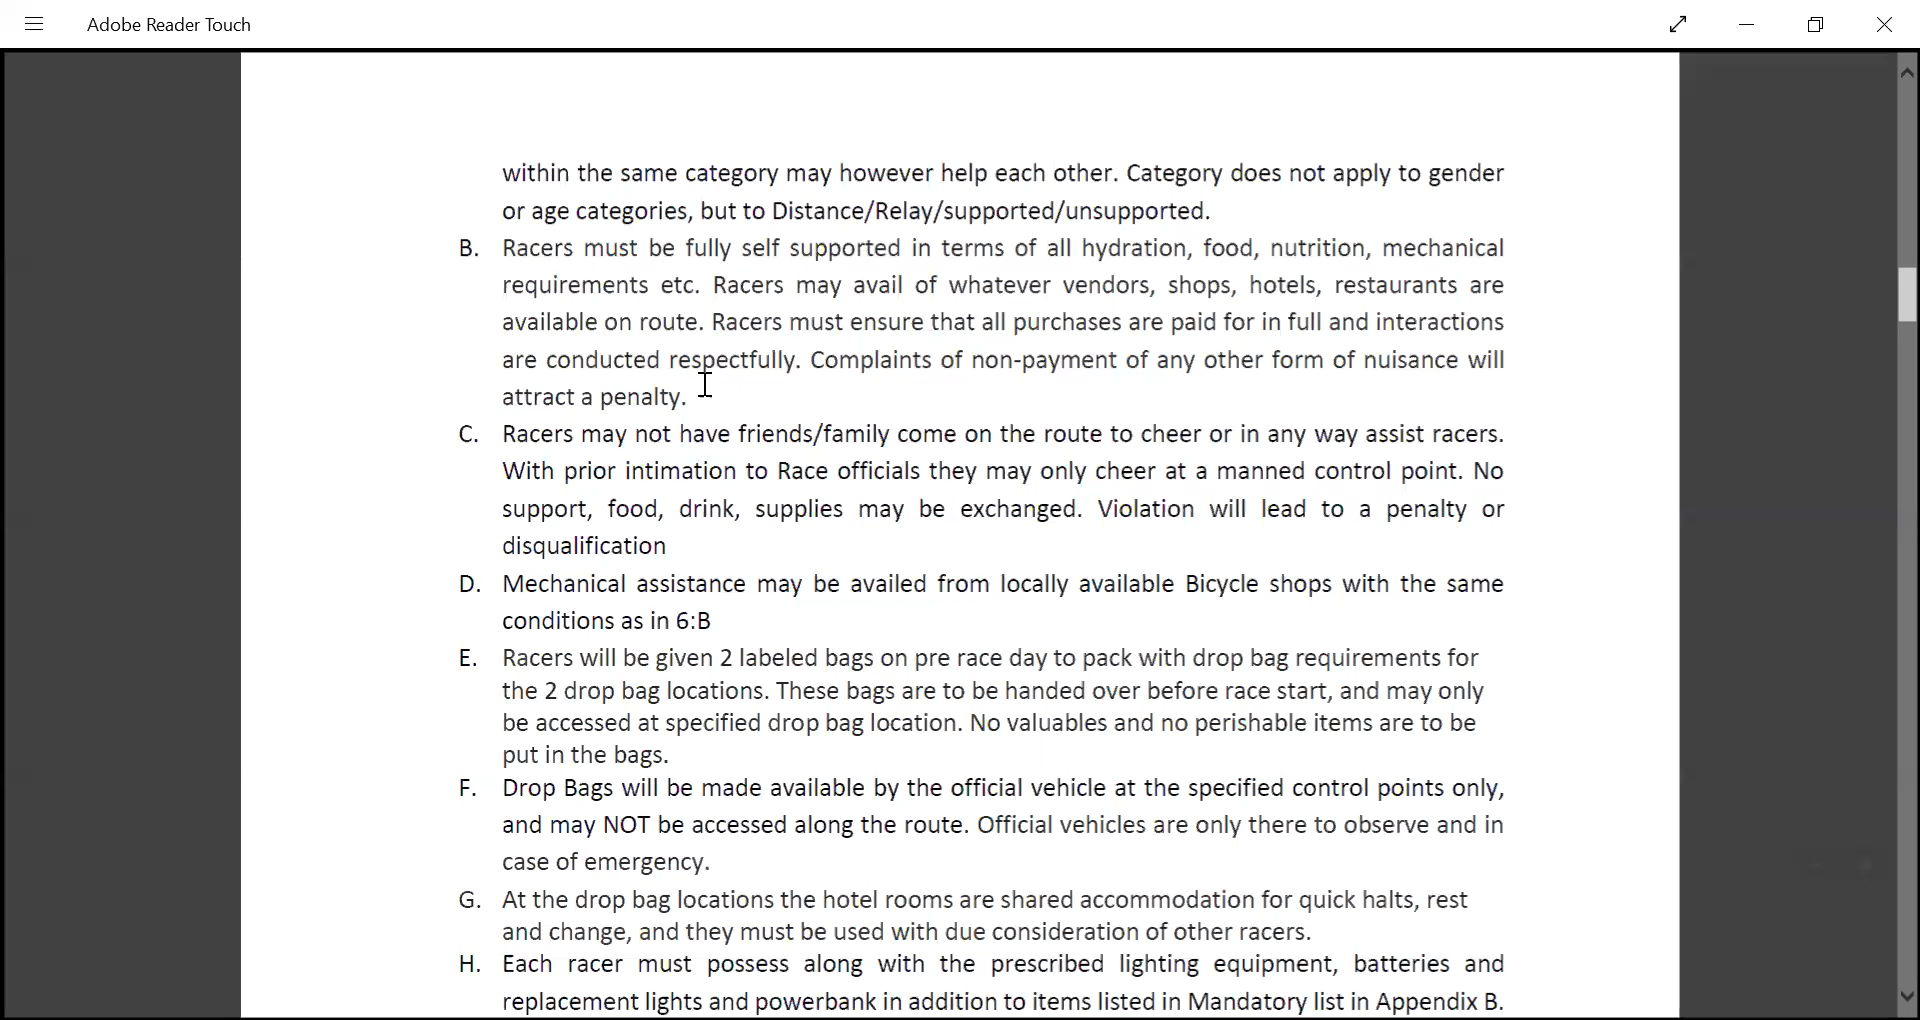 Adobe Reader Touch
within the same category may however help each other. Category does not apply to gender
or age categories, but to Distance/Relay/supported/unsupported.
B. Racers must be fully self supported in terms of all hydration, food, nutrition, mechanical
requirements etc. Racers may avail of whatever vendors, shops, hotels, restaurants are
available on route. Racers must ensure that all purchases are paid for in full and interactions
are conducted respectfully. Complaints of non-payment of any other form of nuisance will
attract a penalty.
C. Racers may not have friends/family come on the route to cheer or in any way assist racers.
With prior intimation to Race officials they may only cheer at a manned control point. No
support, food, drink, supplies may be exchanged. Violation will lead to a penalty or
disqualification
D. Mechanical assistance may be availed from locally available Bicycle shops with the same
conditions as in 6:B
E. Racers will be given 2 labeled bags on pre race day to pack with drop bag requirements for
the 2 drop bag locations. These bags are to be handed over before race start, and may only
be accessed at specified drop bag location. No valuables and no perishable items are to be
put in the bags.
F. Drop Bags will be made available by the official vehicle at the specified control points only,
and may NOT be accessed along the route. Official vehicles are only there to observe and in
case of emergency.
G. At the drop bag locations the hotel rooms are shared accommodation for quick halts, rest
and change, and they must be used with due consideration of other racers.
H. Each racer must possess along with the prescribed lighting equipment, batteries and
replacement lights and powerbank in addition to items listed in Mandatory list in Appendix B.